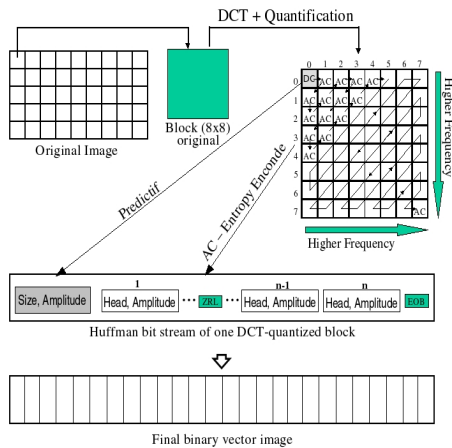 DCT + Quantification
0 1 2 3 4 5 6 7
0 DC AC AC AC AC
1 AC AC AC AC
2 AC AC AC
3 AC AC
4 AC
5
6
7 AC
Higher Frequency
Higher Frequency
Original Image
Block (8x8)
original
Predictif
AC – Entropy Enconde
1 n-1 n
Size, Amplitude Head, Amplitude ••• ZRL ••• Head, Amplitude Head, Amplitude EOB
Huffman bit stream of one DCT-quantized block
Final binary vector image